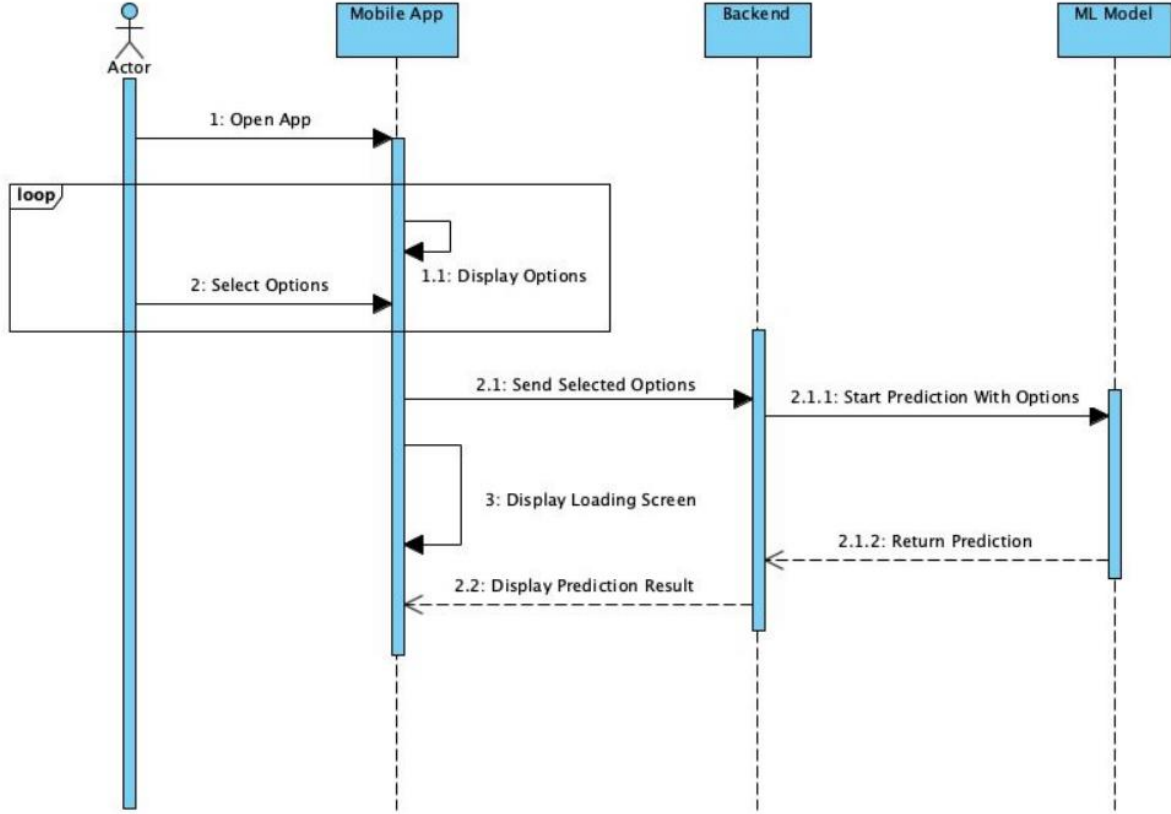 Mobile App
Backend
ML Model
Actor
1: Open App
loop
1.1: Display Options
2: Select Options
2.1: Send Selected Options
2.1.1: Start Prediction With Options
3: Display Loading Screen
2.1.2: Return Prediction
2.2: Display Prediction Result